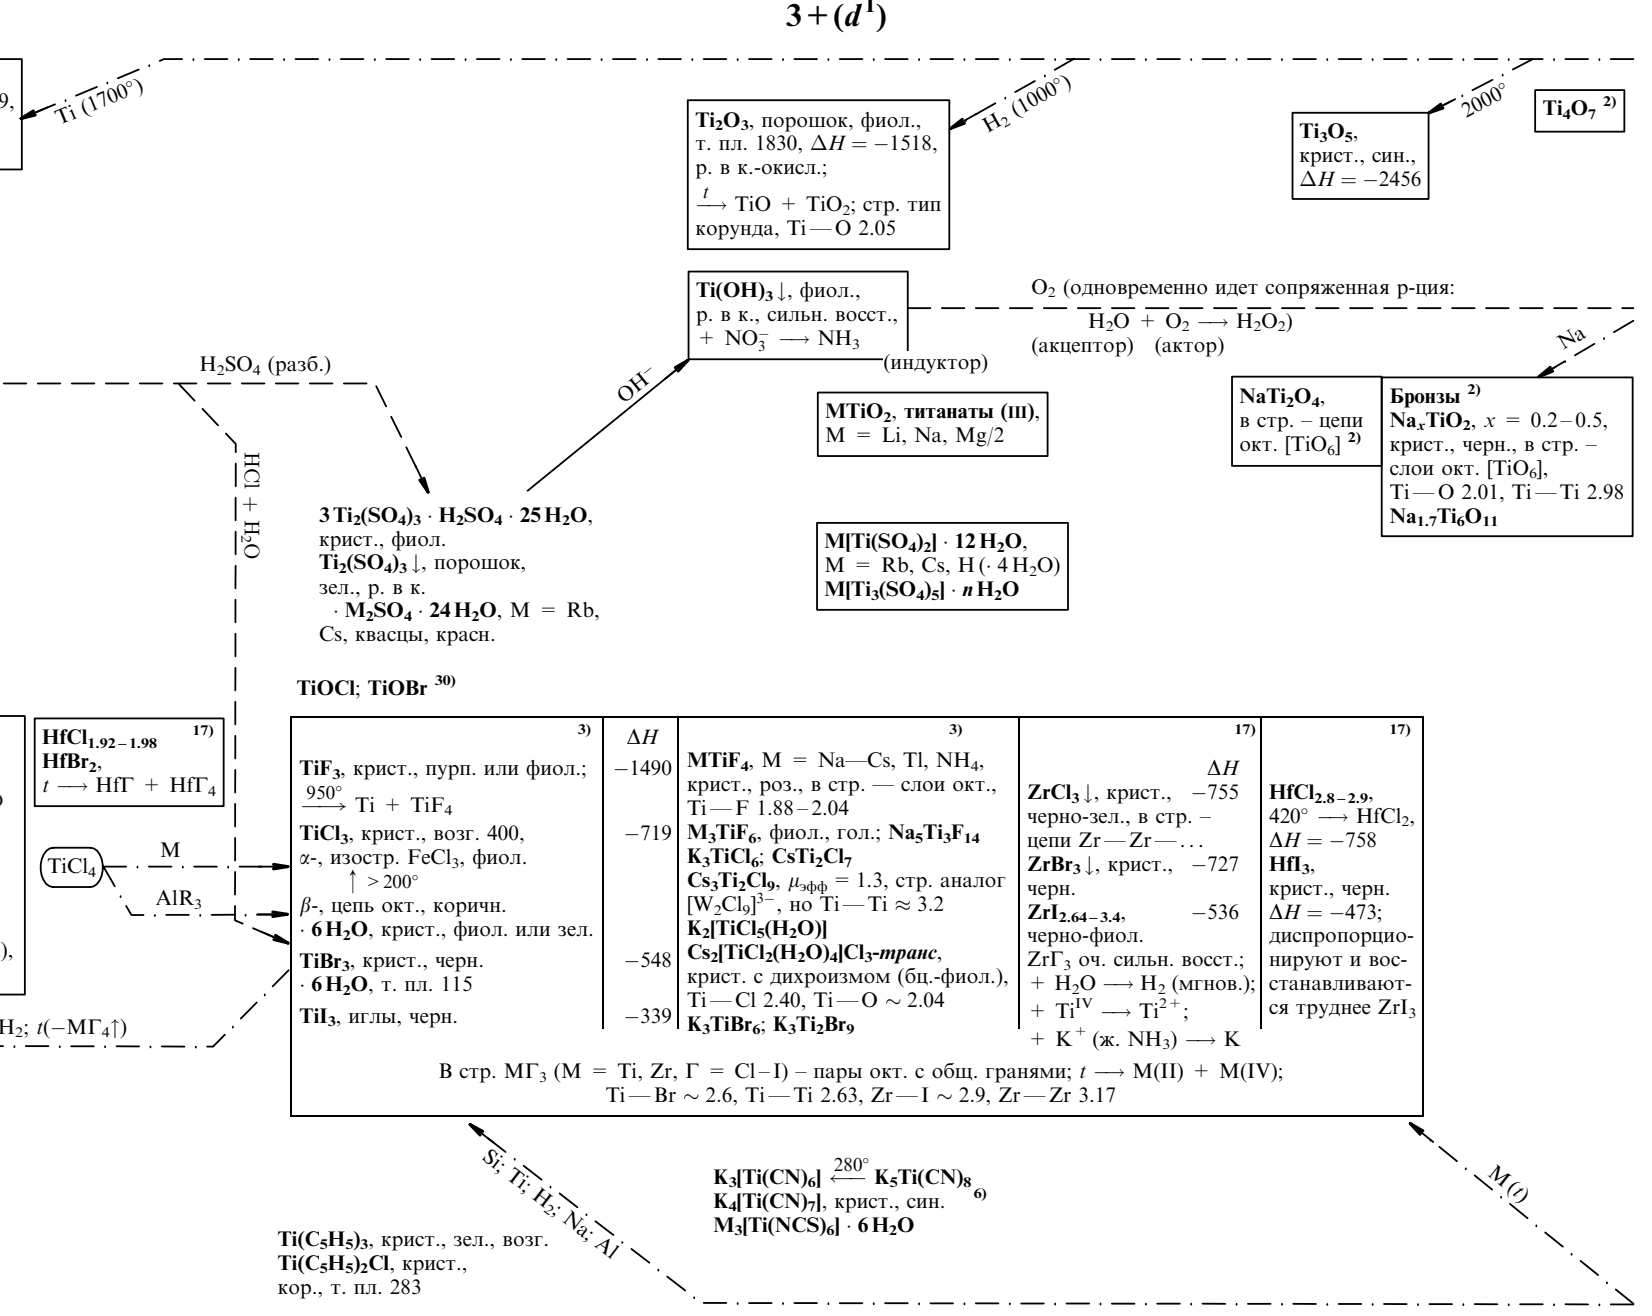 3+(d¹)
9,
Ti (1700°)
Ti₂O₃, порошок, фиол.,
т. пл. 1830, ΔH = −1518,
р. в к.-окисл.;
t⟶ TiO + TiO₂; стр. тип
корунда, Ti—O 2.05
H₂ (1000°)
Ti₃O₅,
крист., син.,
ΔH = −2456
2000°
Ti₄O₇ ²⁾
Ti(OH)₃↓, фиол.,
р. в к., сильн. восст.,
+ NO₃⁻ ⟶ NH₃
(индуктор)
O₂ (одновременно идет сопряженная р-ция:
H₂O + O₂ ⟶ H₂O₂)
(акцептор) (актор)
Na
H₂SO₄ (разб.)
OH⁻
HCl + H₂O
MTiO₂, титанаты (III),
M = Li, Na, Mg/2
NaTi₂O₄,
в стр. – цепи
окт. [TiO₆] ²⁾
Бронзы ²⁾
NaₓTiO₂, x = 0.2–0.5,
крист., черн., в стр. –
слои окт. [TiO₆],
Ti—O 2.01, Ti—Ti 2.98
Na₁.₇Ti₆O₁₁
3Ti₂(SO₄)₃ · H₂SO₄ · 25H₂O,
крист., фиол.
Ti₂(SO₄)₃↓, порошок,
зел., р. в к.
· M₂SO₄ · 24H₂O, M = Rb,
Cs, квасцы, красн.
M[Ti(SO₄)₂] · 12H₂O,
M = Rb, Cs, H (· 4H₂O)
M[Ti₃(SO₄)₅] · nH₂O
TiOCl; TiOBr ³⁰⁾
HfCl₁.₉₂₋₁.₉₈ ¹⁷⁾
HfBr₂,
t ⟶ HfГ + HfГ₄
),
TiCl₄
M
AlR₃
H₂; t(−MГ₄↑)
3)
TiF₃, крист., пурп. или фиол.;
950°⟶ Ti + TiF₄
TiCl₃, крист., возг. 400,
α-, изостр. FeCl₃, фиол.
↑ >200°
β-, цепь окт., коричн.
· 6H₂O, крист., фиол. или зел.
TiBr₃, крист., черн.
· 6H₂O, т. пл. 115
TiI₃, иглы, черн.
ΔH
−1490
−719
−548
−339
3)
MTiF₄, M = Na—Cs, Tl, NH₄,
крист., роз., в стр. — слои окт.,
Ti—F 1.88–2.04
M₃TiF₆, фиол., гол.; Na₅Ti₃F₁₄
K₃TiCl₆; CsTi₂Cl₇
Cs₃Ti₂Cl₉, μэфф = 1.3, стр. аналог
[W₂Cl₉]³⁻, но Ti—Ti ≈ 3.2
K₂[TiCl₅(H₂O)]
Cs₂[TiCl₂(H₂O)₄]Cl₃-транс,
крист. с дихроизмом (бц.-фиол.),
Ti—Cl 2.40, Ti—O ~ 2.04
K₃TiBr₆; K₃Ti₂Br₉
17)
ΔH
ZrCl₃↓, крист., −755
черно-зел., в стр. –
цепи Zr—Zr—...
ZrBr₃↓, крист., −727
черн.
ZrI₂.₆₄₋₃.₄, −536
черно-фиол.
ZrГ₃ оч. сильн. восст.;
+ H₂O ⟶ H₂ (мгнов.);
+ Tiᴵⱽ ⟶ Ti²⁺;
+ K⁺ (ж. NH₃) ⟶ K
17)
HfCl₂.₈₋₂.₉,
420° ⟶ HfCl₂,
ΔH = −758
HfI₃,
крист., черн.
ΔH = −473;
диспропорцио-
нируют и вос-
станавливают-
ся труднее ZrI₃
В стр. MГ₃ (M = Ti, Zr, Г = Cl–I) – пары окт. с общ. гранями; t ⟶ M(II) + M(IV);
Ti—Br ~ 2.6, Ti—Ti 2.63, Zr—I ~ 2.9, Zr—Zr 3.17
Si; Ti; H₂; Na; Al
M(t)
K₃[Ti(CN)₆] 280°⟵ K₅Ti(CN)₈
K₄[Ti(CN)₇], крист., син. ⁶⁾
M₃[Ti(NCS)₆] · 6H₂O
Ti(C₅H₅)₃, крист., зел., возг.
Ti(C₅H₅)₂Cl, крист.,
кор., т. пл. 283